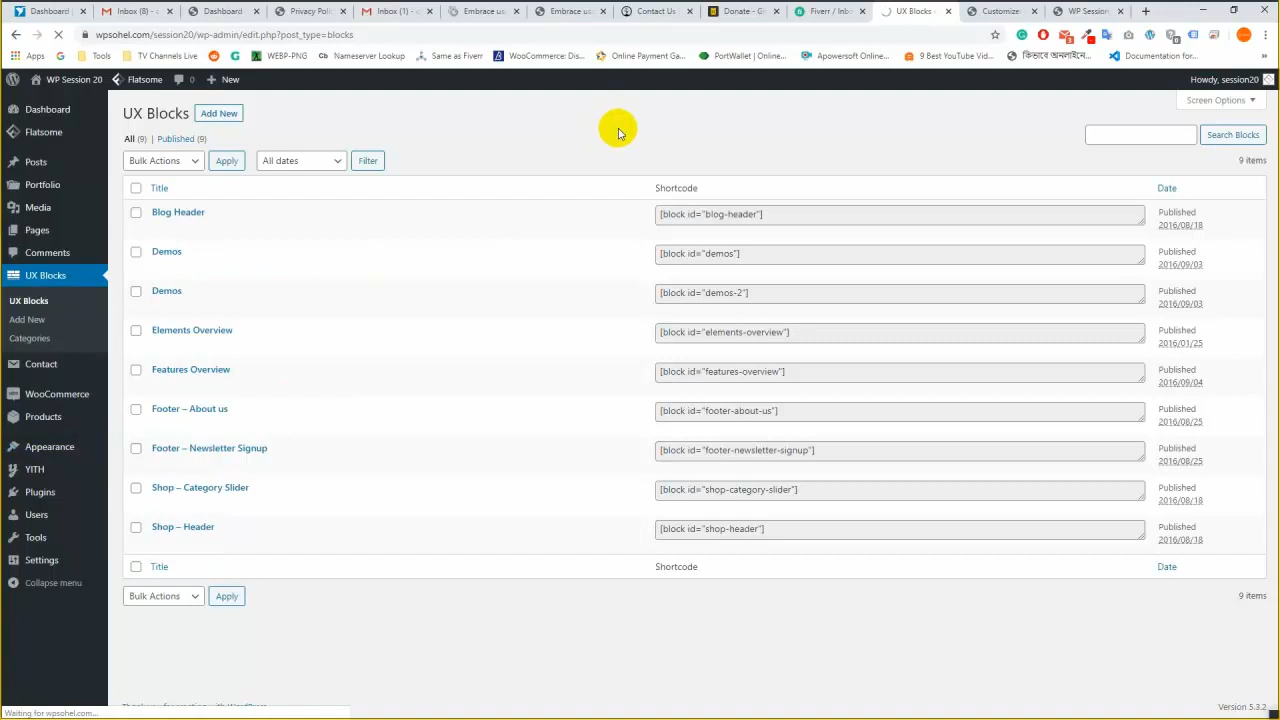 Dashboard |
Inbox (8) - c
Dashboard
Privacy Polic
Inbox (1) - c
Embrace us
Embrace us
Contact Us
Donate - Gi
Fiverr / Inbo
UX Blocks
Customize:
WP Session
wpsohel.com/session20/wp-admin/edit.php?post_type=blocks
Apps
Tools
TV Channels Live
WEBP-PNG
Nameserver Lookup
Same as Fiverr
WooCommerce: Dis...
Online Payment Ga...
PortWallet | Online...
Apowersoft Online...
9 Best YouTube Vid...
কিভাবে অনলাইনে...
Documentation for...
WP Session 20
Flatsome
0
New
Howdy, session20
Dashboard
Flatsome
Posts
Portfolio
Media
Pages
Comments
UX Blocks
UX Blocks
Add New
Categories
Contact
WooCommerce
Products
Appearance
YITH
Plugins
Users
Tools
Settings
Collapse menu
Screen Options
UX Blocks Add New
All (9) | Published (9)
Search Blocks
Bulk Actions Apply All dates Filter
9 items
Title Shortcode Date
Blog Header [block id="blog-header"] Published
2016/08/18
Demos [block id="demos"] Published
2016/09/03
Demos [block id="demos-2"] Published
2016/09/03
Elements Overview [block id="elements-overview"] Published
2016/01/25
Features Overview [block id="features-overview"] Published
2016/09/04
Footer – About us [block id="footer-about-us"] Published
2016/08/25
Footer – Newsletter Signup [block id="footer-newsletter-signup"] Published
2016/08/25
Shop – Category Slider [block id="shop-category-slider"] Published
2016/08/18
Shop – Header [block id="shop-header"] Published
2016/08/18
Title Shortcode Date
Bulk Actions Apply
9 items
Thank you for creating with WordPress.
Version 5.3.2
Waiting for wpsohel.com...